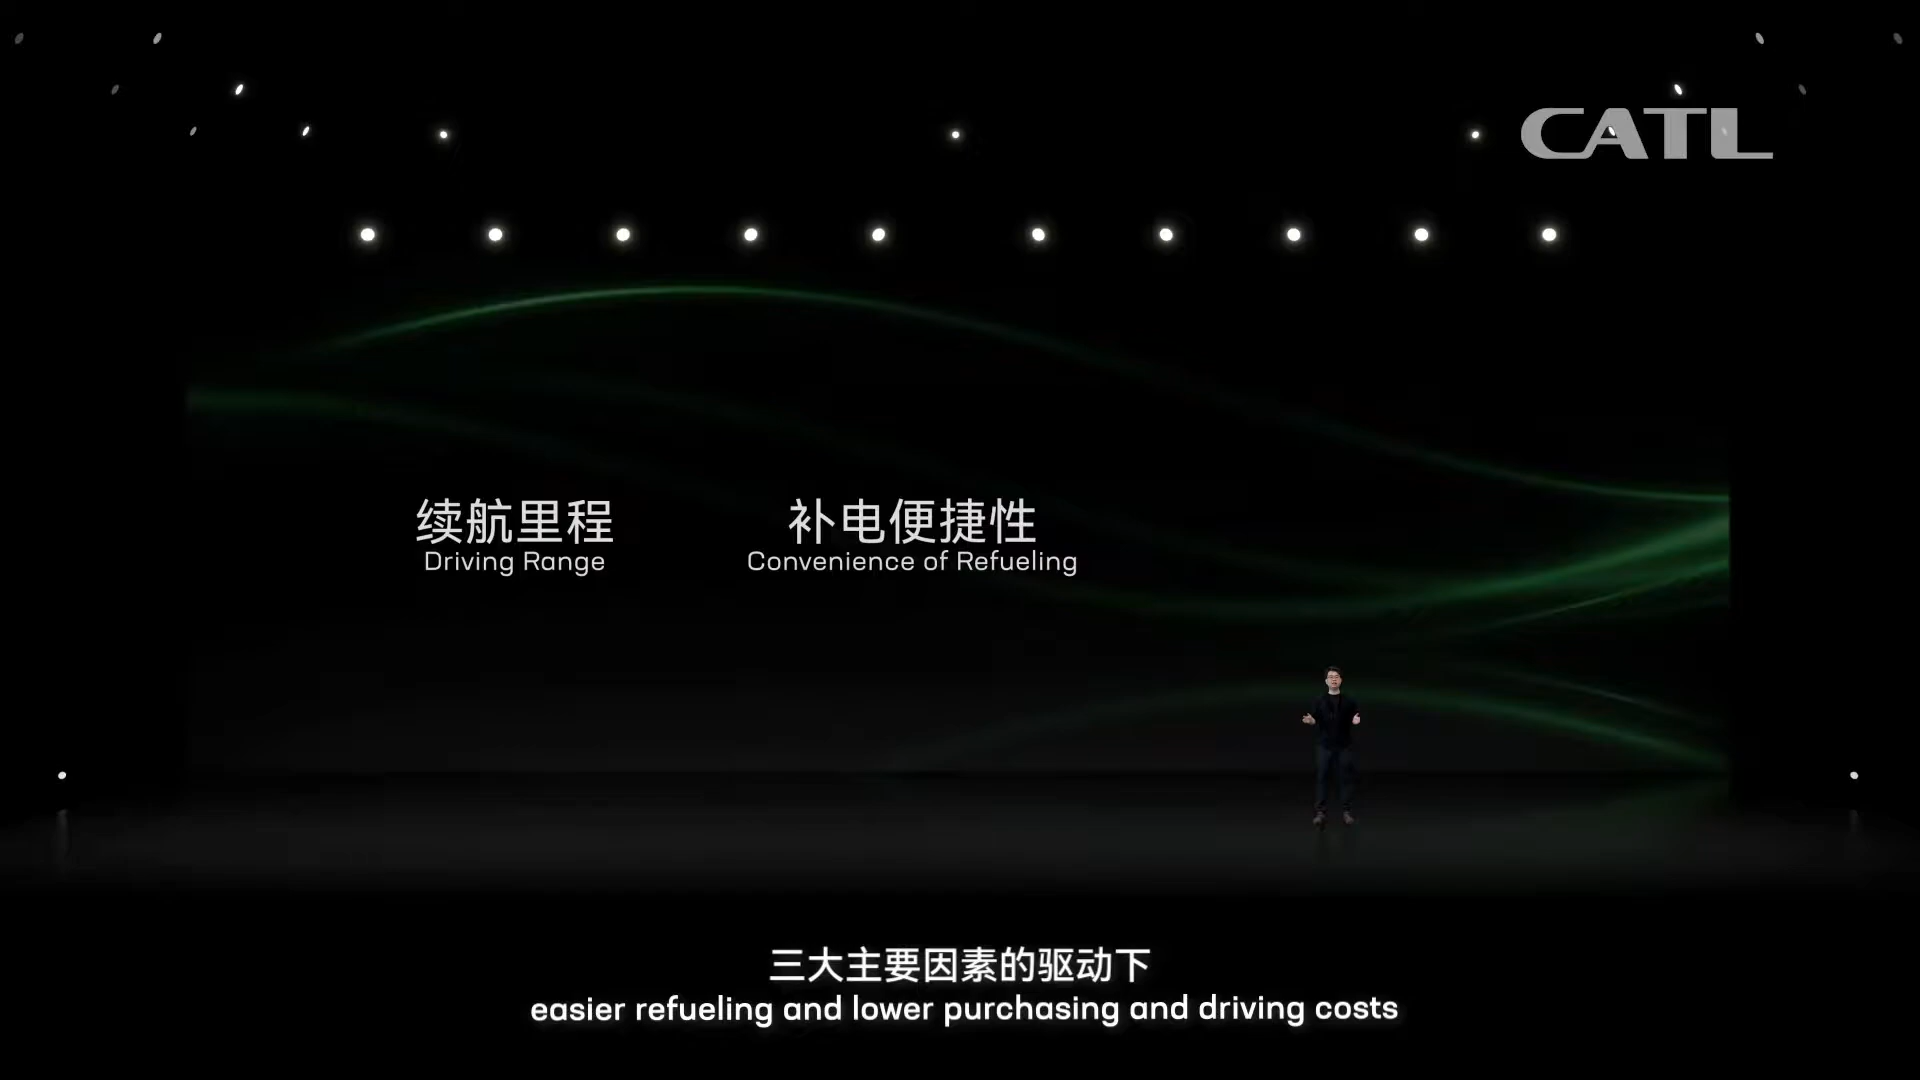 CATL
续航里程
Driving Range
补电便捷性
Convenience of Refueling
三大主要因素的驱动下
easier refueling and lower purchasing and driving costs